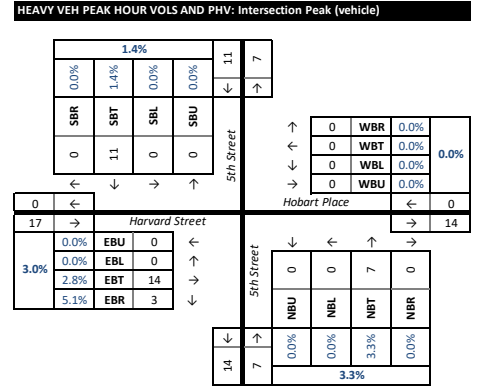 HEAVY VEH PEAK HOUR VOLS AND PHV: Intersection Peak (vehicle)
1.4% 11 7
0.0% 1.4% 0.0% 0.0% ↓ ↑
SBR SBT SBL SBU
0 11 0 0
5th Street
← ↓ → ↑
↑ 0 WBR 0.0%
← 0 WBT 0.0%
↓ 0 WBL 0.0%
→ 0 WBU 0.0%
0.0%
0 ← Hobart Place ← 0
17 → Harvard Street → 14
3.0%
0.0% EBU 0 ←
0.0% EBL 0 ↑
2.8% EBT 14 →
5.1% EBR 3 ↓
5th Street
↓ ← ↑ →
0 0 7 0
NBU NBL NBT NBR
↓ ↑ 0.0% 0.0% 3.3% 0.0%
14 7 3.3%